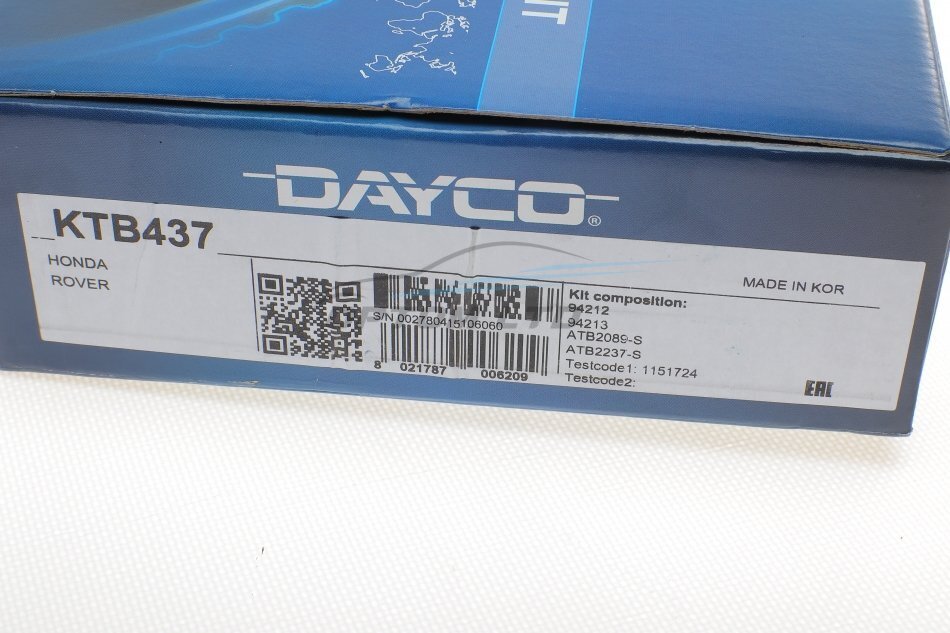 IT
DAYCO®
KTB437
HONDA
ROVER
MADE IN KOR
S/N 002780415106060
8 021787 006209
Kit composition:
94212
94213
ATB2089-S
ATB2237-S
Testcode1: 1151724
Testcode2:
EAC